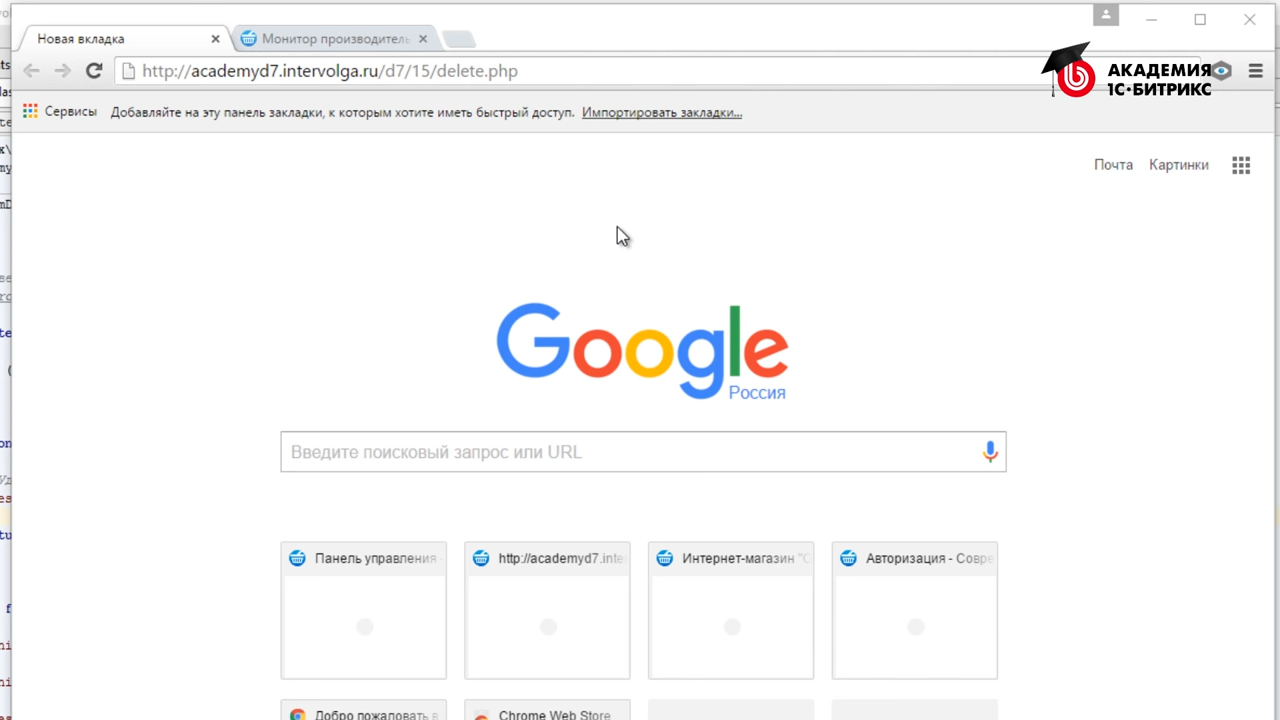 Новая вкладка
Монитор производитель
http://academyd7.intervolga.ru/d7/15/delete.php
АКАДЕМИЯ
1С·БИТРИКС
Сервисы
Добавляйте на эту панель закладки, к которым хотите иметь быстрый доступ. Импортировать закладки...
Почта Картинки
Google
Россия
Введите поисковый запрос или URL
Панель управления -
http://academyd7.inte
Интернет-магазин "С
Авторизация - Совре
Добро пожаловать в
Chrome Web Store